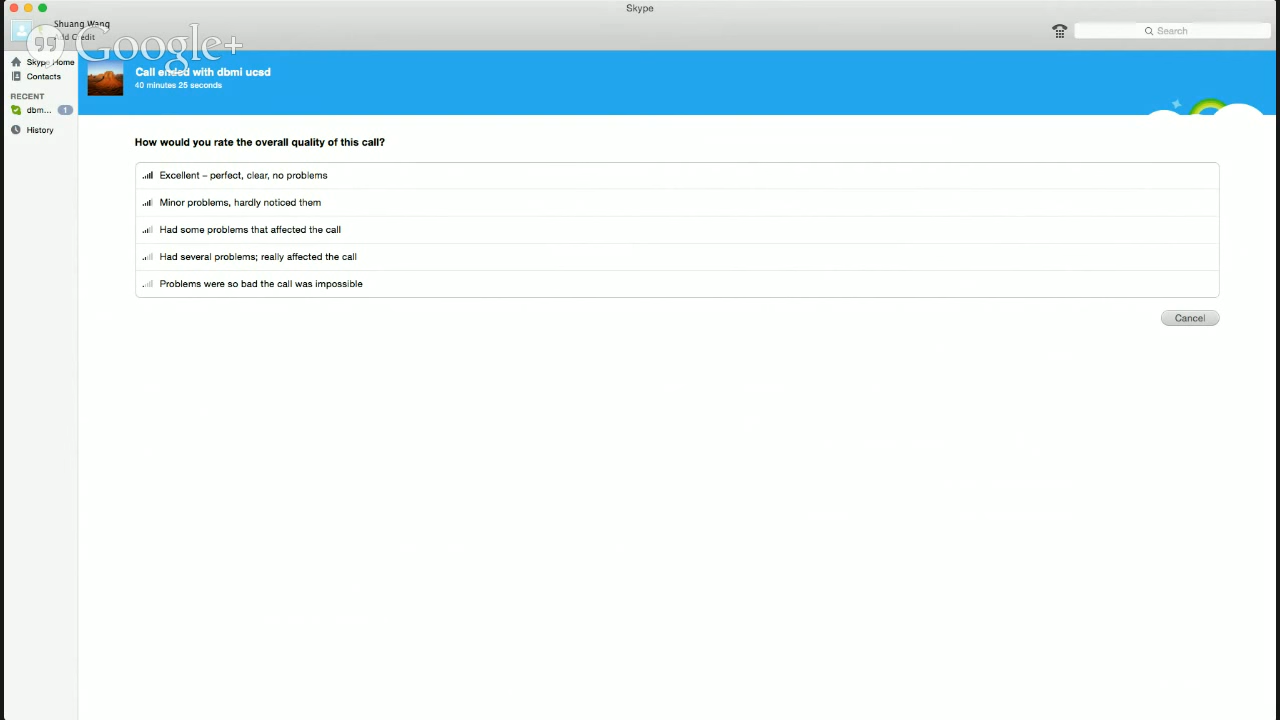 Skype
Shuang Wang
Add Credit
Google+
Search
Skype Home
Contacts
RECENT
dbm... 1
History
Call ended with dbmi ucsd
40 minutes 25 seconds
How would you rate the overall quality of this call?
Excellent – perfect, clear, no problems
Minor problems, hardly noticed them
Had some problems that affected the call
Had several problems; really affected the call
Problems were so bad the call was impossible
Cancel